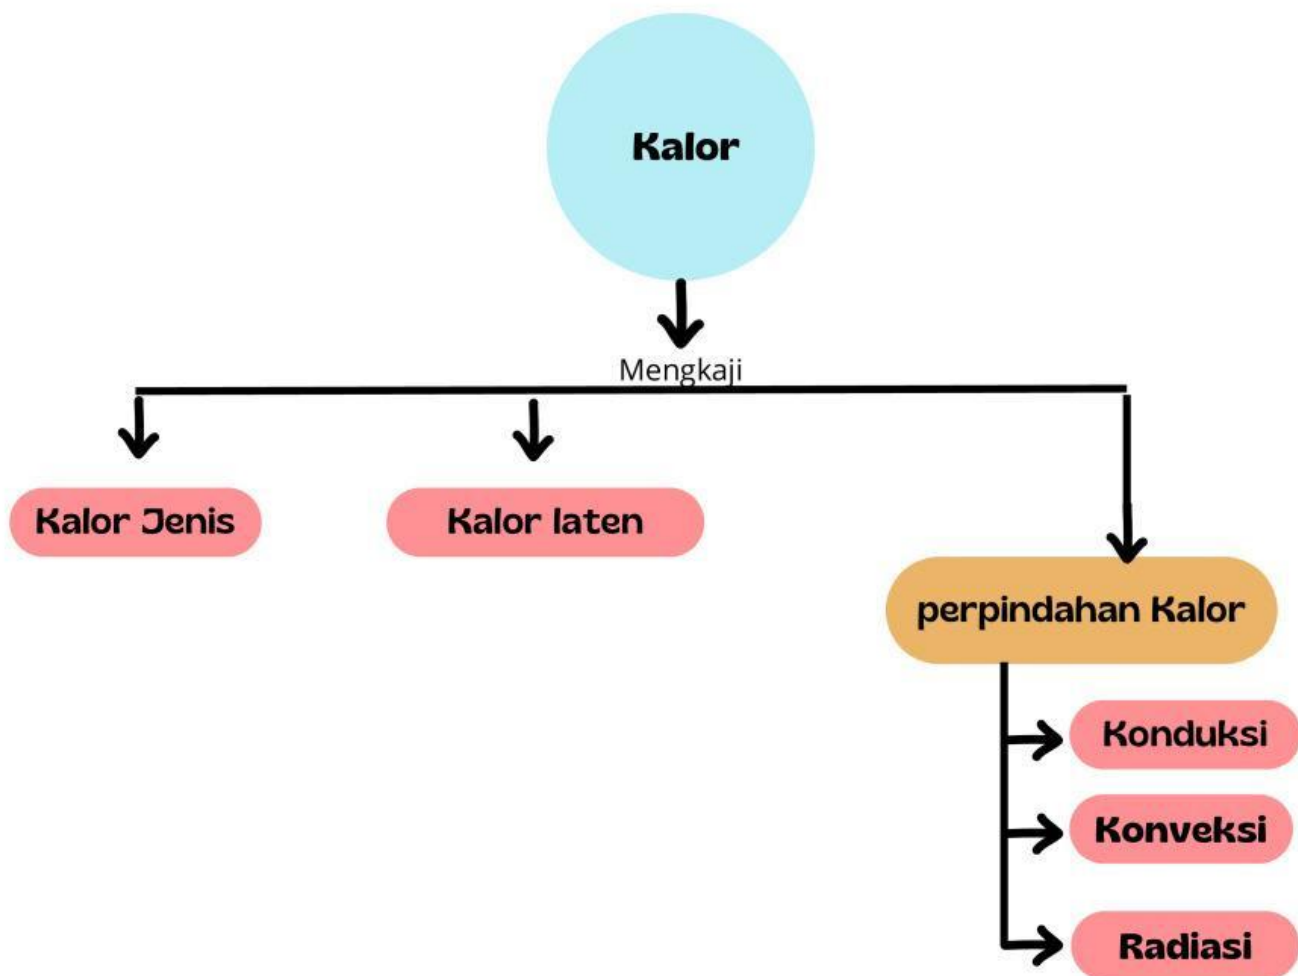 Kalor
Mengkaji
Kalor Jenis
Kalor laten
perpindahan Kalor
Konduksi
Konveksi
Radiasi